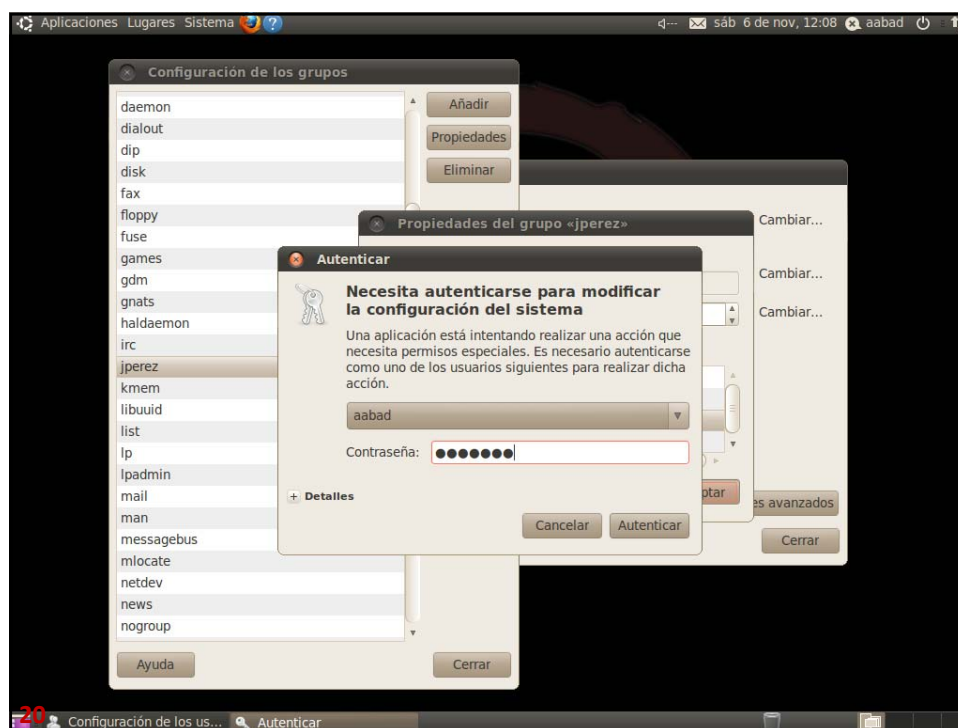 Aplicaciones Lugares Sistema
sáb 6 de nov, 12:08 aabad
Configuración de los grupos
daemon
dialout
dip
disk
fax
floppy
fuse
games
gdm
gnats
haldaemon
irc
jperez
kmem
libuuid
list
lp
lpadmin
mail
man
messagebus
mlocate
netdev
news
nogroup
Añadir
Propiedades
Eliminar
Ayuda
Cerrar
Cambiar...
Cambiar...
Cambiar...
es avanzados
Cerrar
Propiedades del grupo «jperez»
ptar
Autenticar
Necesita autenticarse para modificar
la configuración del sistema
Una aplicación está intentando realizar una acción que
necesita permisos especiales. Es necesario autenticarse
como uno de los usuarios siguientes para realizar dicha
acción.
aabad
Contraseña: ●●●●●●●
+ Detalles
Cancelar
Autenticar
20
Configuración de los us...
Autenticar